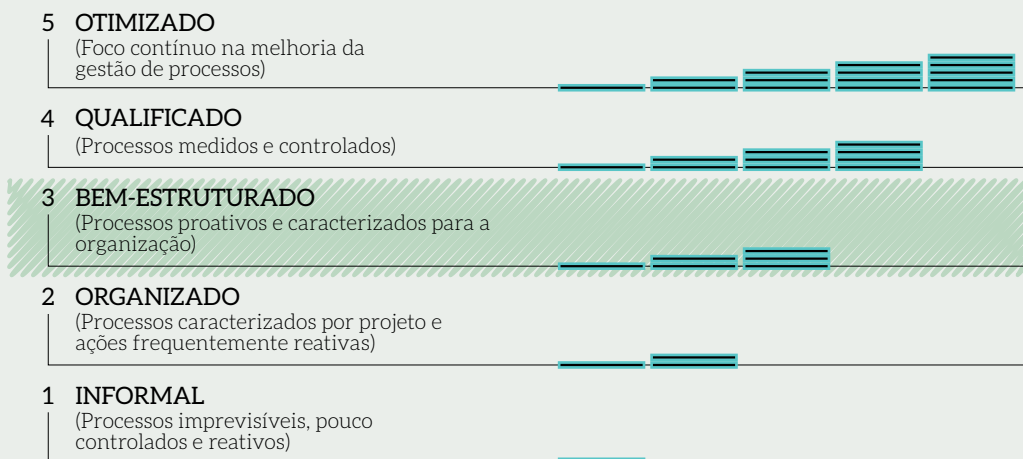 5 OTIMIZADO
(Foco contínuo na melhoria da
gestão de processos)
4 QUALIFICADO
(Processos medidos e controlados)
3 BEM-ESTRUTURADO
(Processos proativos e caracterizados para a
organização)
2 ORGANIZADO
(Processos caracterizados por projeto e
ações frequentemente reativas)
1 INFORMAL
(Processos imprevisíveis, pouco
controlados e reativos)